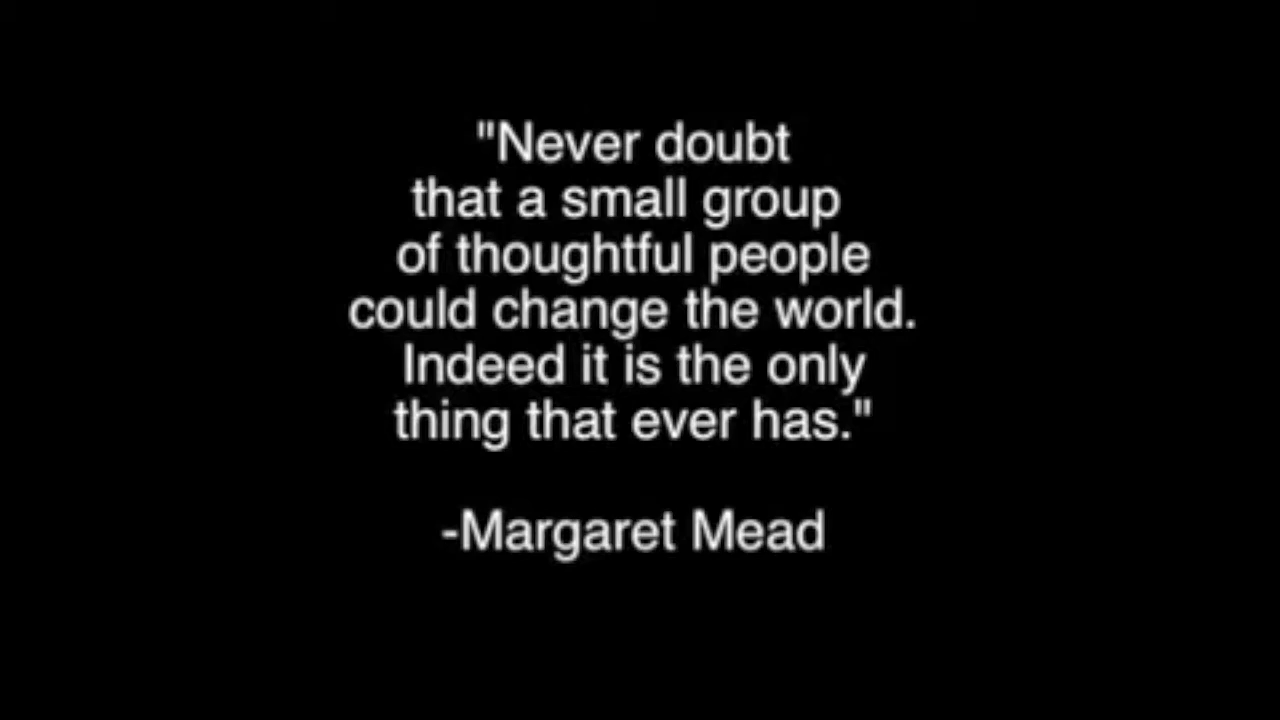 "Never doubt
that a small group
of thoughtful people
could change the world.
Indeed it is the only
thing that ever has."
-Margaret Mead